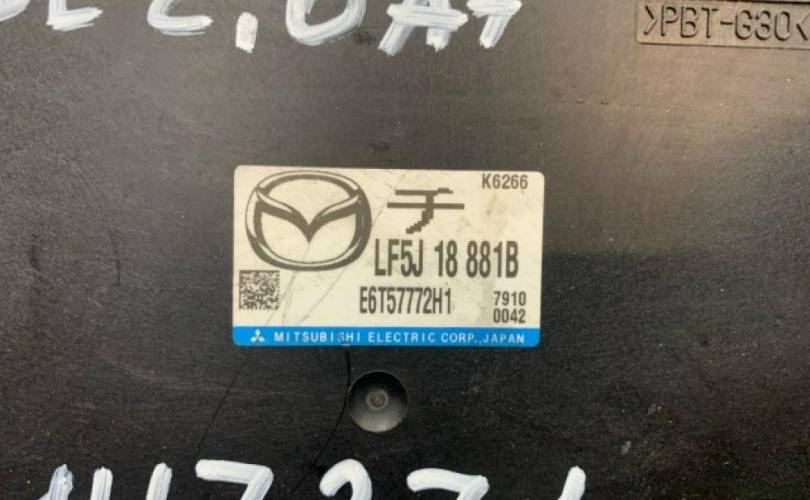 >PBT-G30<
K6266
チ
LF5J 18 881B
E6T57772H1
7910
0042
MITSUBISHI ELECTRIC CORP., JAPAN